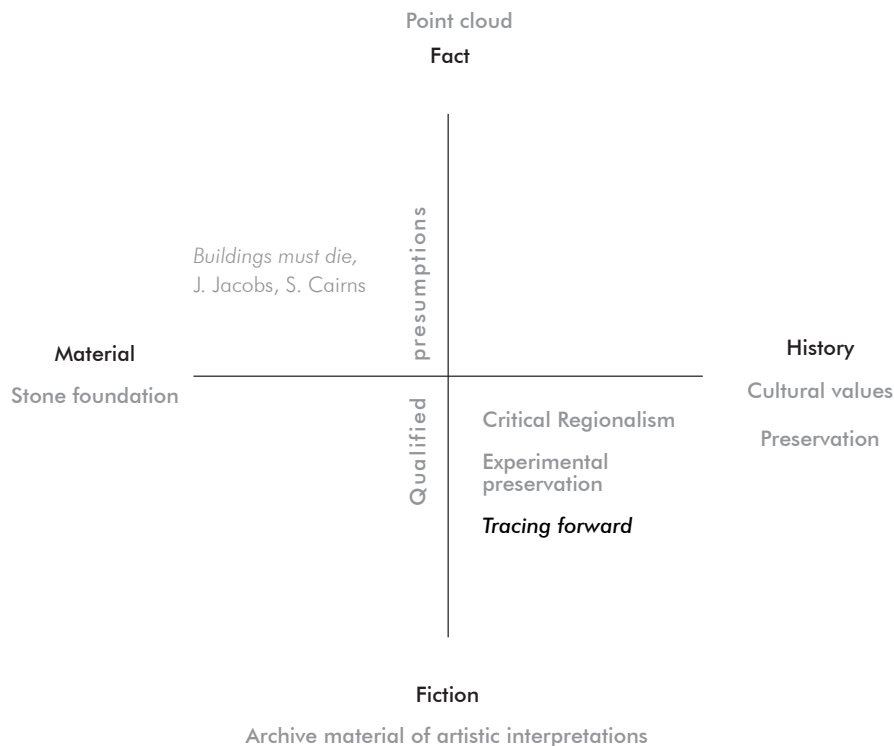 Point cloud
Fact
Buildings must die,
J. Jacobs, S. Cairns
Qualified presumptions
Material
Stone foundation
History
Cultural values
Preservation
Critical Regionalism
Experimental
preservation
Tracing forward
Fiction
Archive material of artistic interpretations